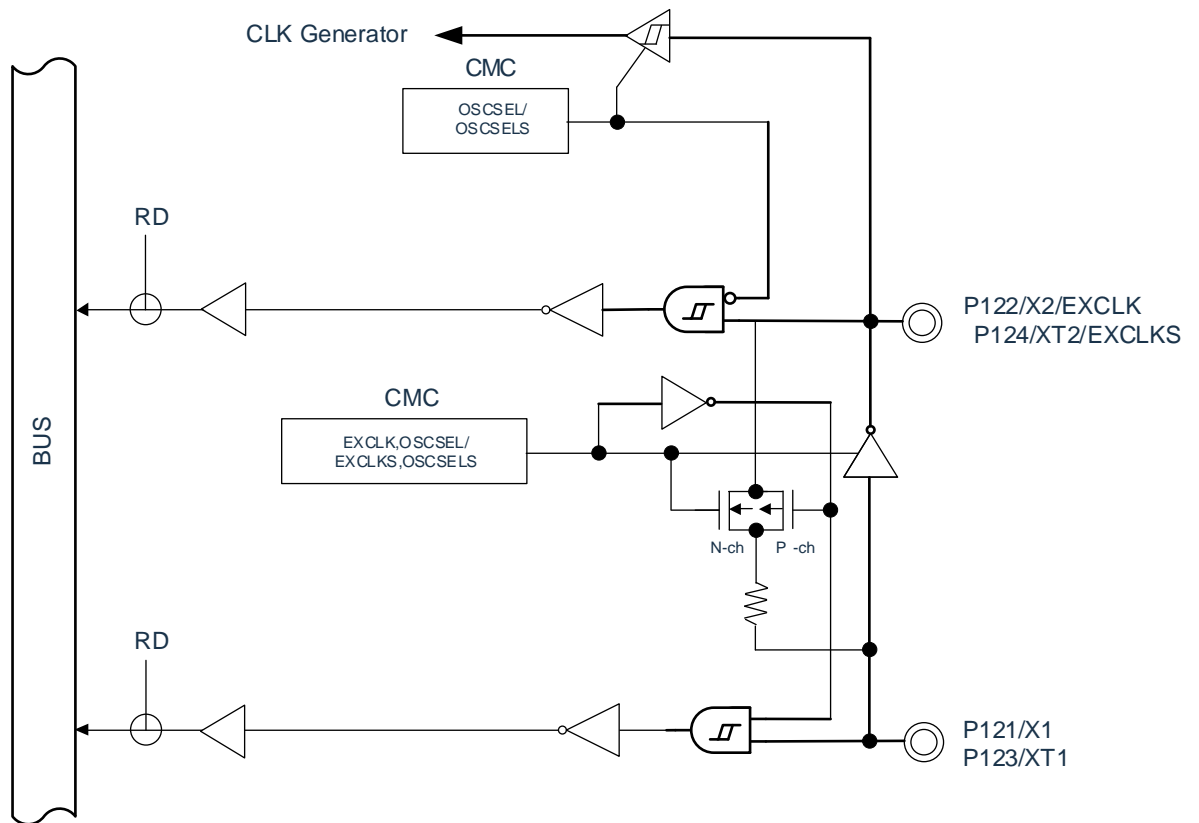 CLK Generator
CMC
OSCSEL/
OSCSELS
RD
P122/X2/EXCLK
P124/XT2/EXCLKS
CMC
EXCLK,OSCSEL/
EXCLKS,OSCSELS
BUS
N-ch
P -ch
RD
P121/X1
P123/XT1